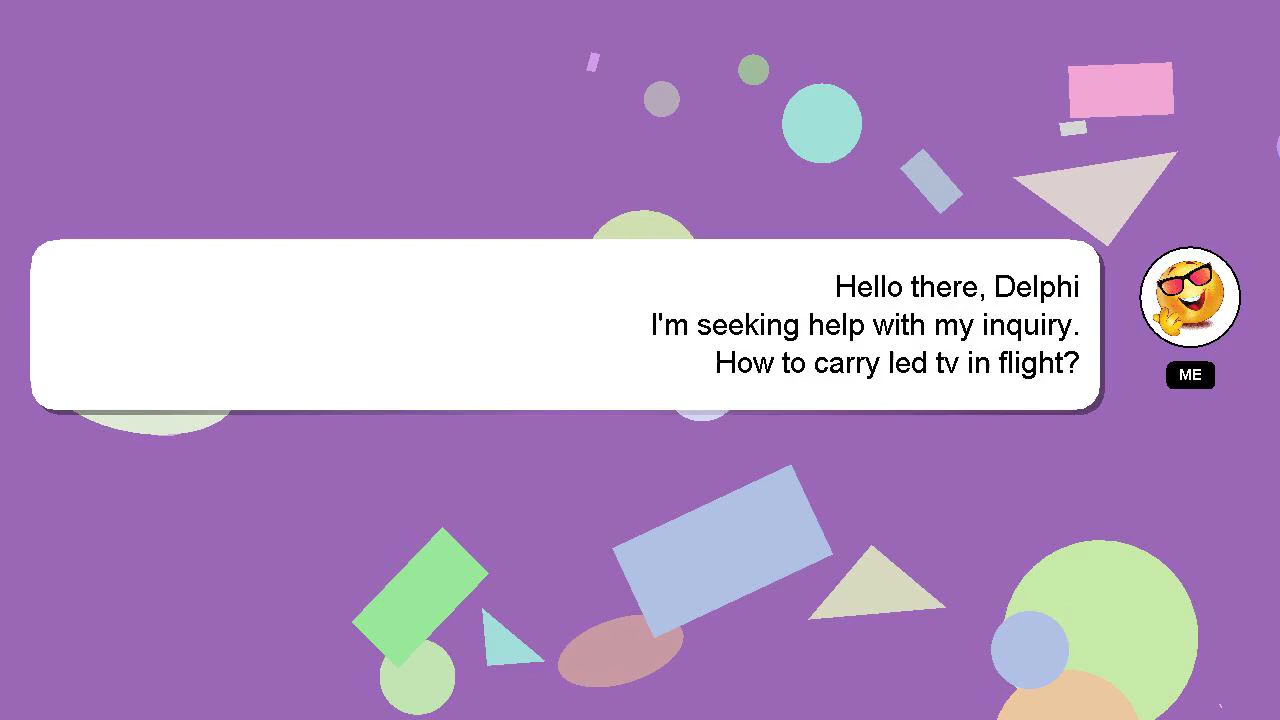 Hello there, Delphi
I'm seeking help with my inquiry.
How to carry led tv in flight?
ME